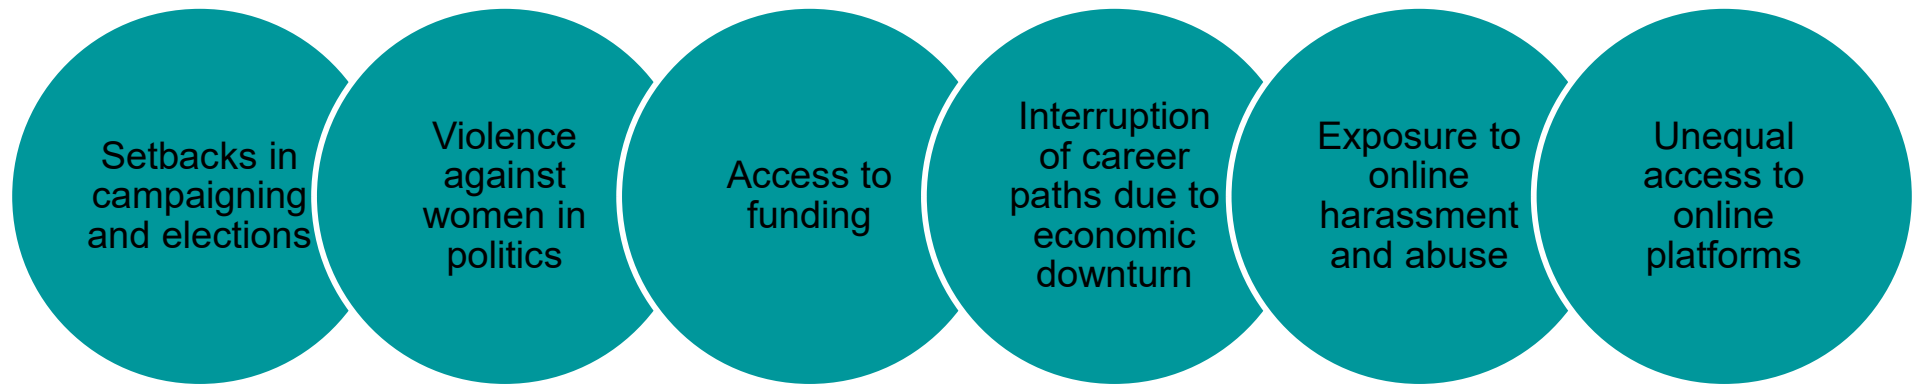 Setbacks in
campaigning
and elections
Violence
against
women in
politics
Access to
funding
Interruption
of career
paths due to
economic
downturn
Exposure to
online
harassment
and abuse
Unequal
access to
online
platforms